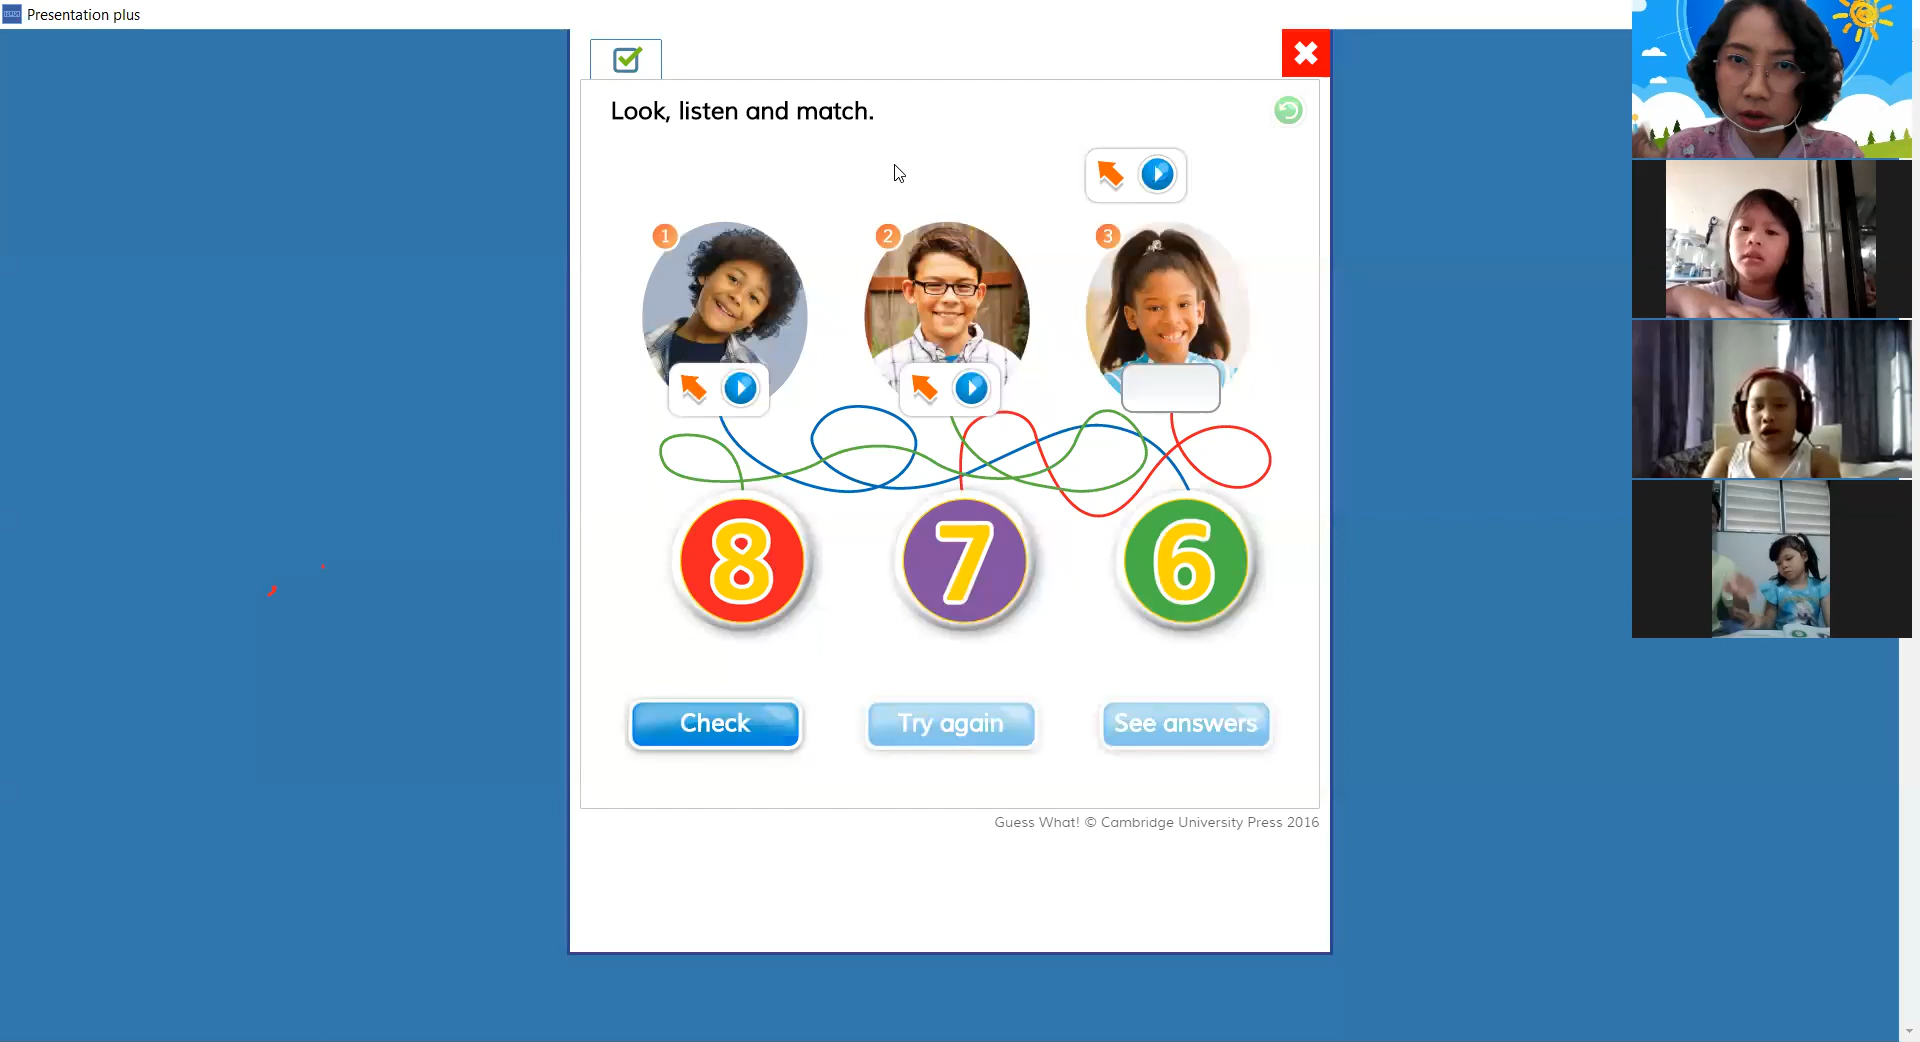 Presentation plus
Look, listen and match.
1
2
3
8
7
6
Check
Try again
See answers
Guess What! © Cambridge University Press 2016